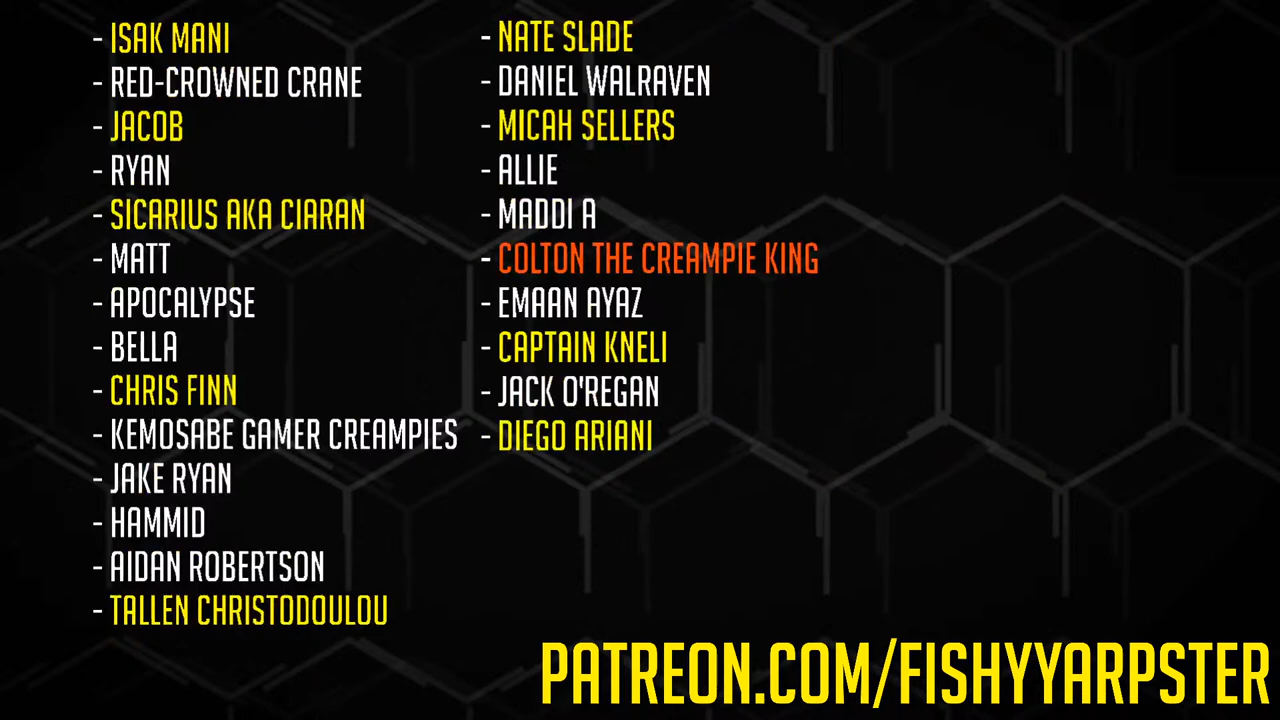 - ISAK MANI
- RED-CROWNED CRANE
- JACOB
- RYAN
- SICARIUS AKA CIARAN
- MATT
- APOCALYPSE
- BELLA
- CHRIS FINN
- KEMOSABE GAMER CREAMPIES
- JAKE RYAN
- HAMMID
- AIDAN ROBERTSON
- TALLEN CHRISTODOULOU
- NATE SLADE
- DANIEL WALRAVEN
- MICAH SELLERS
- ALLIE
- MADDI A
- COLTON THE CREAMPIE KING
- EMAAN AYAZ
- CAPTAIN KNELI
- JACK O'REGAN
- DIEGO ARIANI
PATREON.COM/FISHYYARPSTER